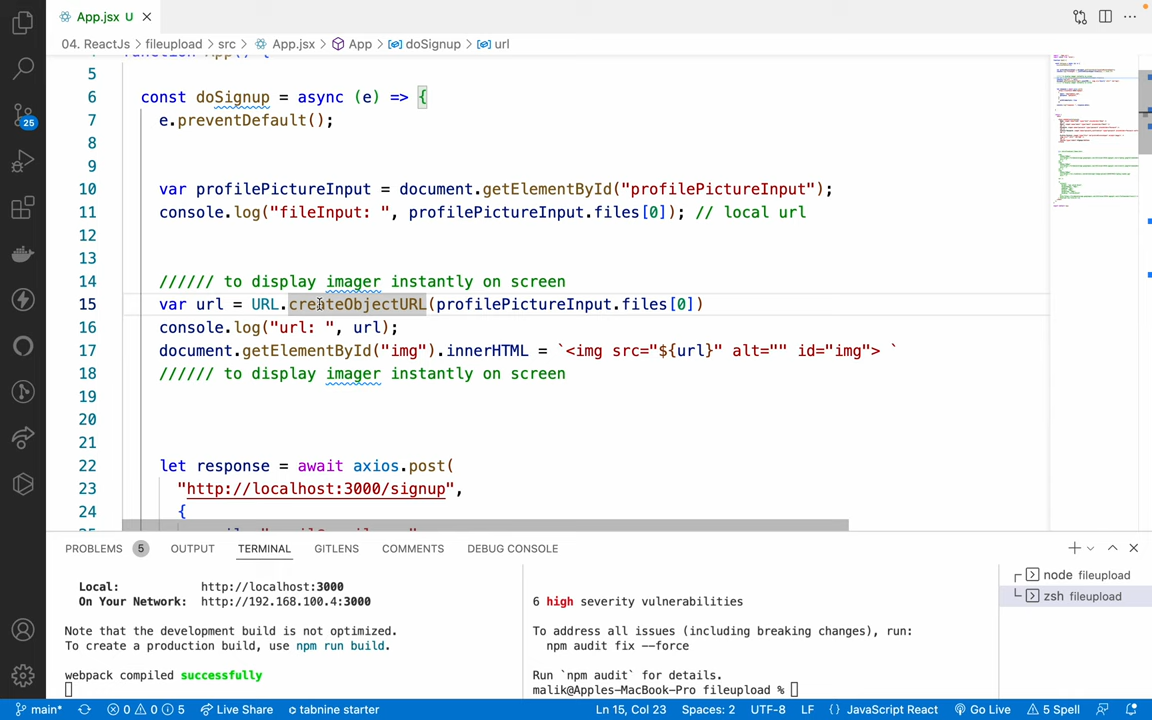 App.jsx U
04. ReactJs > fileupload > src > App.jsx > App > doSignup > url
5
6 const doSignup = async (e) => {
7 e.preventDefault();
8
9
10 var profilePictureInput = document.getElementById("profilePictureInput");
11 console.log("fileInput: ", profilePictureInput.files[0]); // local url
12
13
14 ////// to display imager instantly on screen
15 var url = URL.createObjectURL(profilePictureInput.files[0])
16 console.log("url: ", url);
17 document.getElementById("img").innerHTML = `<img src="${url}" alt="" id="img"> `
18 ////// to display imager instantly on screen
19
20
21
22 let response = await axios.post(
23 "http://localhost:3000/signup",
24 {
25
PROBLEMS 5 OUTPUT TERMINAL GITLENS COMMENTS DEBUG CONSOLE
Local: http://localhost:3000
On Your Network: http://192.168.100.4:3000
Note that the development build is not optimized.
To create a production build, use npm run build.
webpack compiled successfully
6 high severity vulnerabilities
To address all issues (including breaking changes), run:
npm audit fix --force
Run `npm audit` for details.
malik@Apples-MacBook-Pro fileupload %
node fileupload
zsh fileupload
main* 0 0 5 Live Share tabnine starter Ln 15, Col 23 Spaces: 2 UTF-8 LF {} JavaScript React Go Live 5 Spell